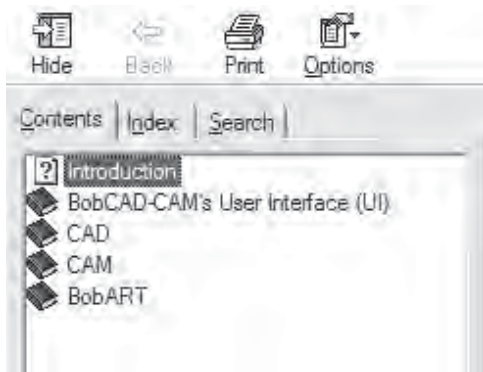 Hide Back Print Options
Contents Index Search
Introduction
BobCAD-CAM's User Interface (UI)
CAD
CAM
BobART